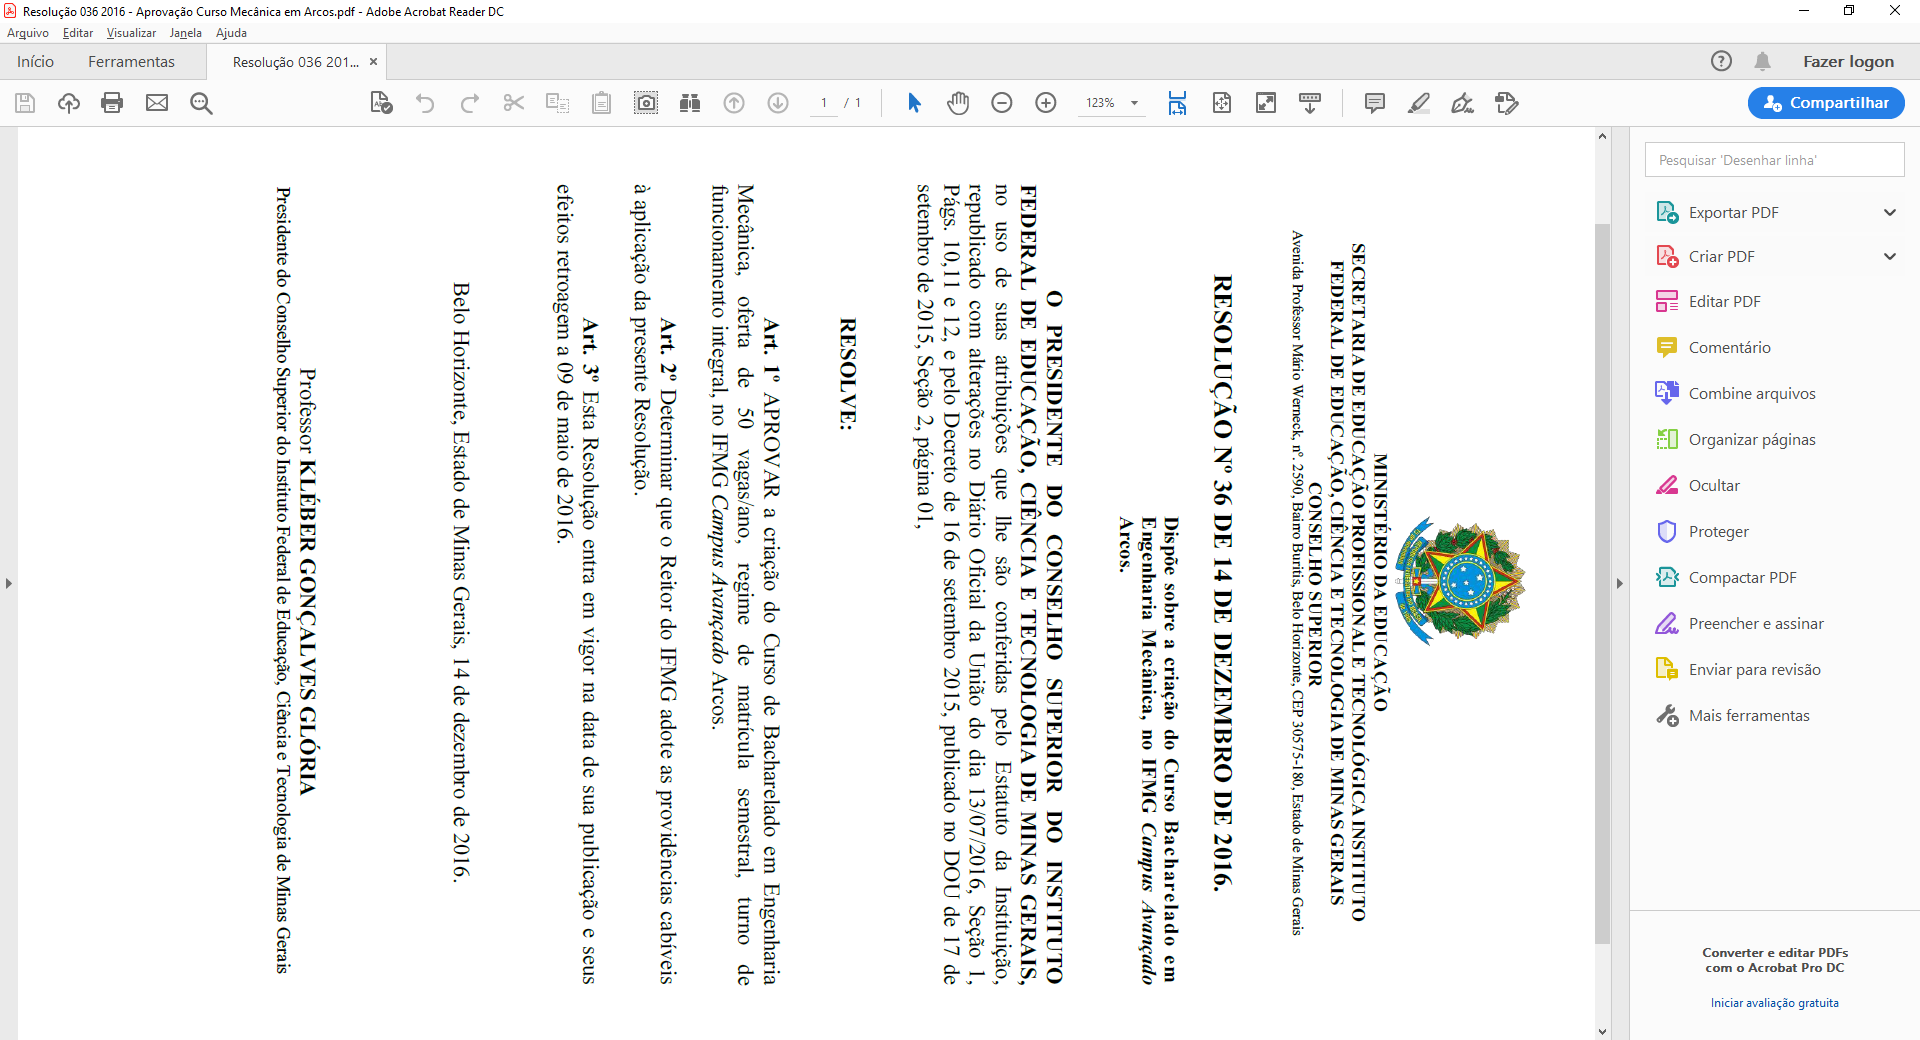 Resolução 036 2016 - Aprovação Curso Mecânica em Arcos.pdf - Adobe Acrobat Reader DC
Arquivo Editar Visualizar Janela Ajuda
Início Ferramentas Resolução 036 201... × Fazer logon
1 / 1 123% Compartilhar
MINISTÉRIO DA EDUCAÇÃO
SECRETARIA DE EDUCAÇÃO PROFISSIONAL E TECNOLÓGICA INSTITUTO
FEDERAL DE EDUCAÇÃO, CIÊNCIA E TECNOLOGIA DE MINAS GERAIS
CONSELHO SUPERIOR
Avenida Professor Mário Werneck, nº. 2590, Bairro Buritis, Belo Horizonte, CEP 30575-180, Estado de Minas Gerais
RESOLUÇÃO Nº 36 DE 14 DE DEZEMBRO DE 2016.
Dispõe sobre a criação do Curso Bacharelado em
Engenharia Mecânica, no IFMG Campus Avançado
Arcos.
O PRESIDENTE DO CONSELHO SUPERIOR DO INSTITUTO
FEDERAL DE EDUCAÇÃO, CIÊNCIA E TECNOLOGIA DE MINAS GERAIS,
no uso de suas atribuições que lhe são conferidas pelo Estatuto da Instituição,
republicado com alterações no Diário Oficial da União do dia 13/07/2016, Seção 1,
Págs. 10,11 e 12, e pelo Decreto de 16 de setembro 2015, publicado no DOU de 17 de
setembro de 2015, Seção 2, página 01,
RESOLVE:
Art. 1º APROVAR a criação do Curso de Bacharelado em Engenharia
Mecânica, oferta de 50 vagas/ano, regime de matrícula semestral, turno de
funcionamento integral, no IFMG Campus Avançado Arcos.
Art. 2º Determinar que o Reitor do IFMG adote as providências cabíveis
à aplicação da presente Resolução.
Art. 3º Esta Resolução entra em vigor na data de sua publicação e seus
efeitos retroagem a 09 de maio de 2016.
Belo Horizonte, Estado de Minas Gerais, 14 de dezembro de 2016.
Professor KLÉBER GONÇALVES GLÓRIA
Presidente do Conselho Superior do Instituto Federal de Educação, Ciência e Tecnologia de Minas Gerais
Pesquisar 'Desenhar linha'
Exportar PDF
Criar PDF
Editar PDF
Comentário
Combine arquivos
Organizar páginas
Ocultar
Proteger
Compactar PDF
Preencher e assinar
Enviar para revisão
Mais ferramentas
Converter e editar PDFs
com o Acrobat Pro DC
Iniciar avaliação gratuita